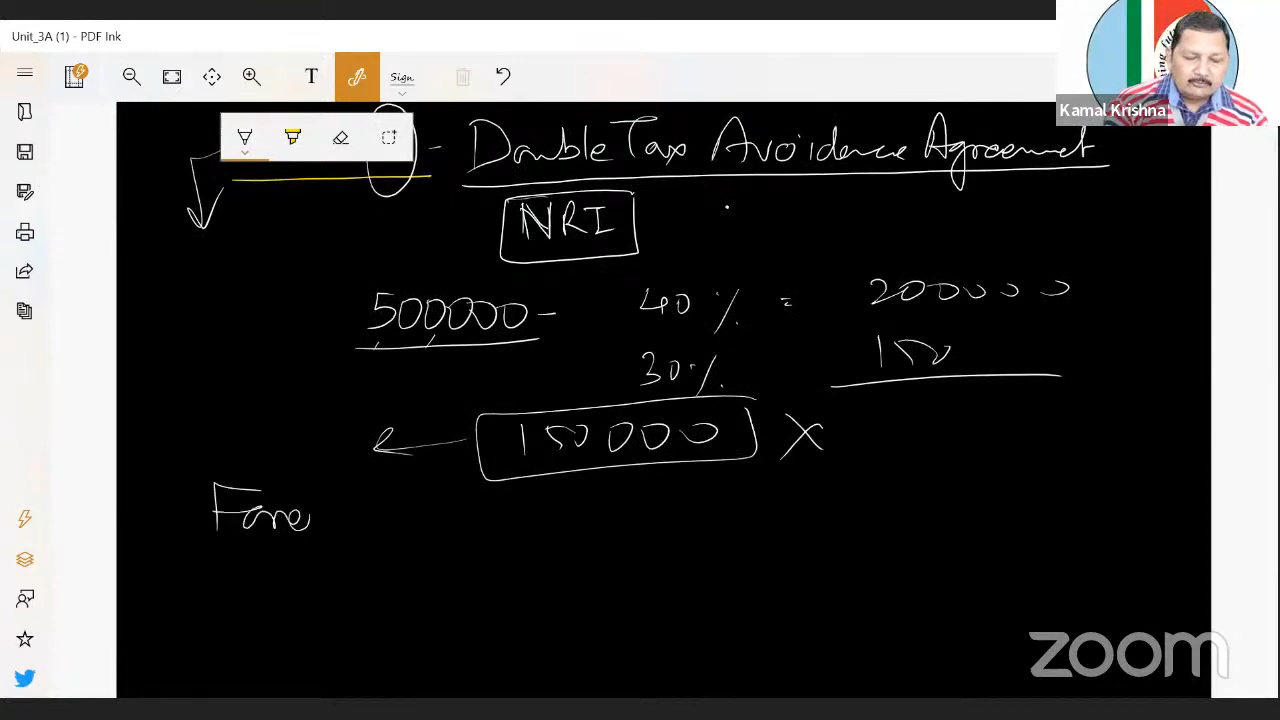 Unit_3A (1) - PDF Ink
T
Sign
Kamal Krishna
- Double Tax Avoidence Agreement
NRI
500000 - 40 % = 200000
30 % 150
150000 X
Fore
zoom